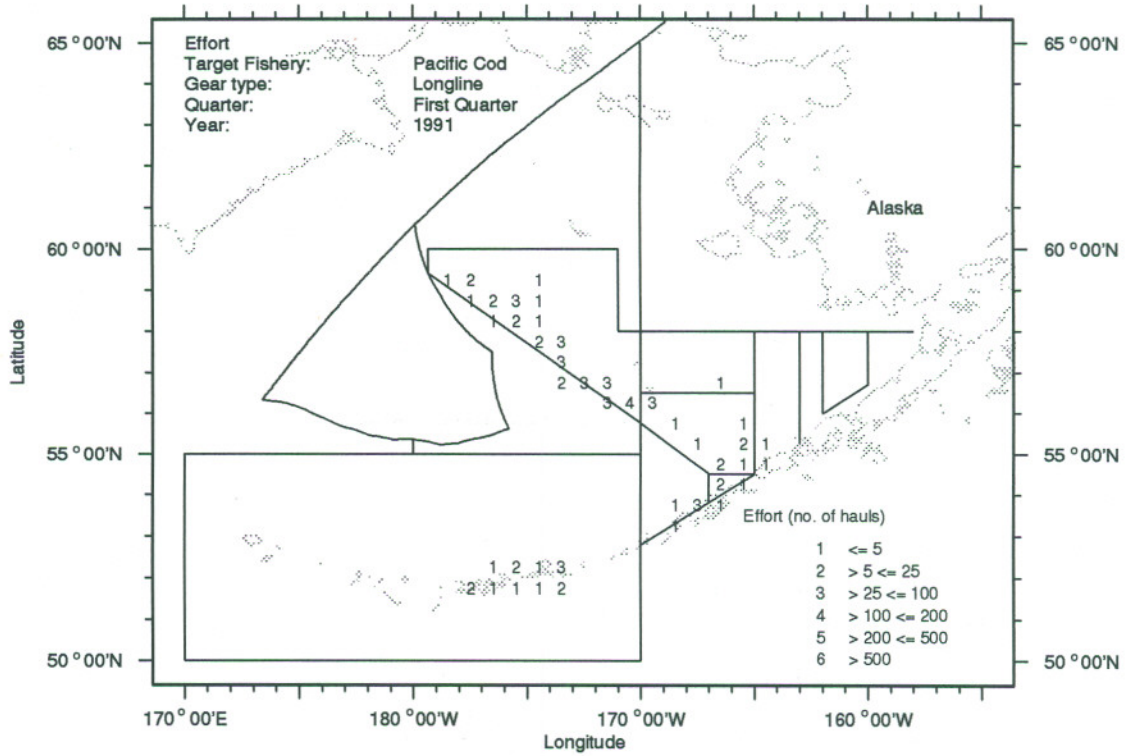 Effort
Target Fishery: Pacific Cod
Gear type: Longline
Quarter: First Quarter
Year: 1991
65°00'N 65°00'N
Alaska
60°00'N 60°00'N
1 2 1
1 2 3 1
1 2 1
2 3
3
2 3 3 1
3 4 3
1 1
1 2 1
55°00'N 2 1 1 55°00'N
2 1
1 3 1
1
Effort (no. of hauls)
1 <= 5
1 2 1 3
2 > 5 <= 25
2 1 1 1 2
3 > 25 <= 100
4 > 100 <= 200
5 > 200 <= 500
6 > 500
50°00'N 50°00'N
Latitude
170°00'E 180°00'W 170°00'W 160°00'W
Longitude